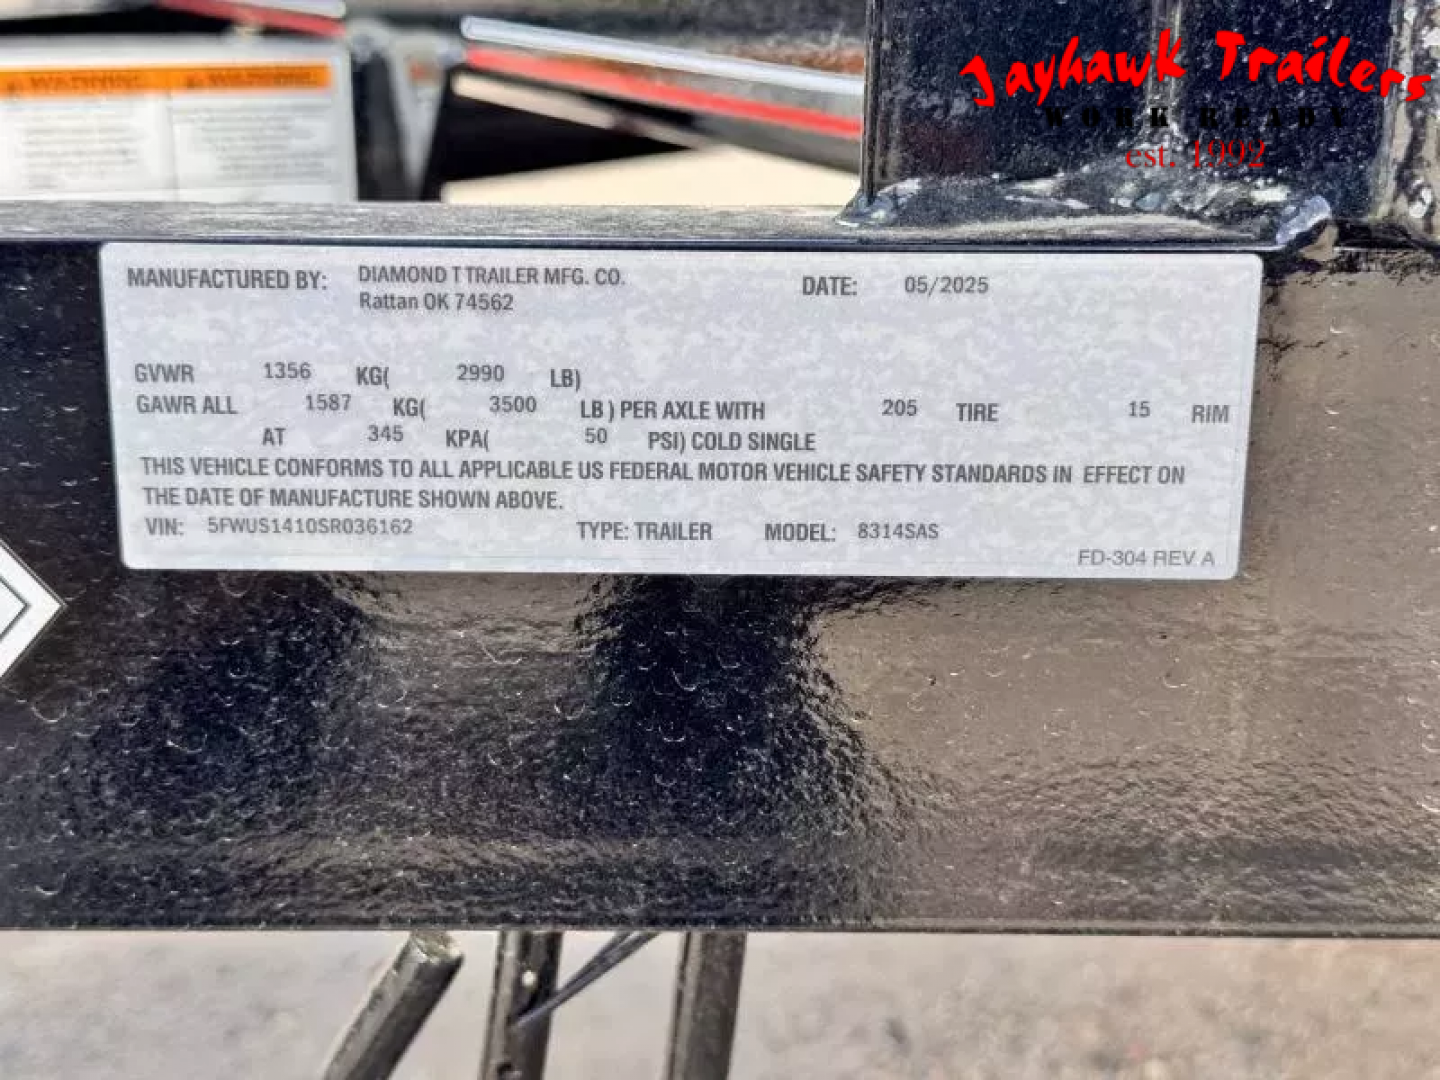 Jayhawk Trailers
WORK READY
est. 1992
MANUFACTURED BY: DIAMOND T TRAILER MFG. CO. DATE: 05/2025
Rattan OK 74562
GVWR 1356 KG( 2990 LB)
GAWR ALL 1587 KG( 3500 LB ) PER AXLE WITH 205 TIRE 15 RIM
AT 345 KPA( 50 PSI) COLD SINGLE
THIS VEHICLE CONFORMS TO ALL APPLICABLE US FEDERAL MOTOR VEHICLE SAFETY STANDARDS IN EFFECT ON
THE DATE OF MANUFACTURE SHOWN ABOVE.
VIN: 5FWUS1410SR036162 TYPE: TRAILER MODEL: 8314SAS
FD-304 REV A